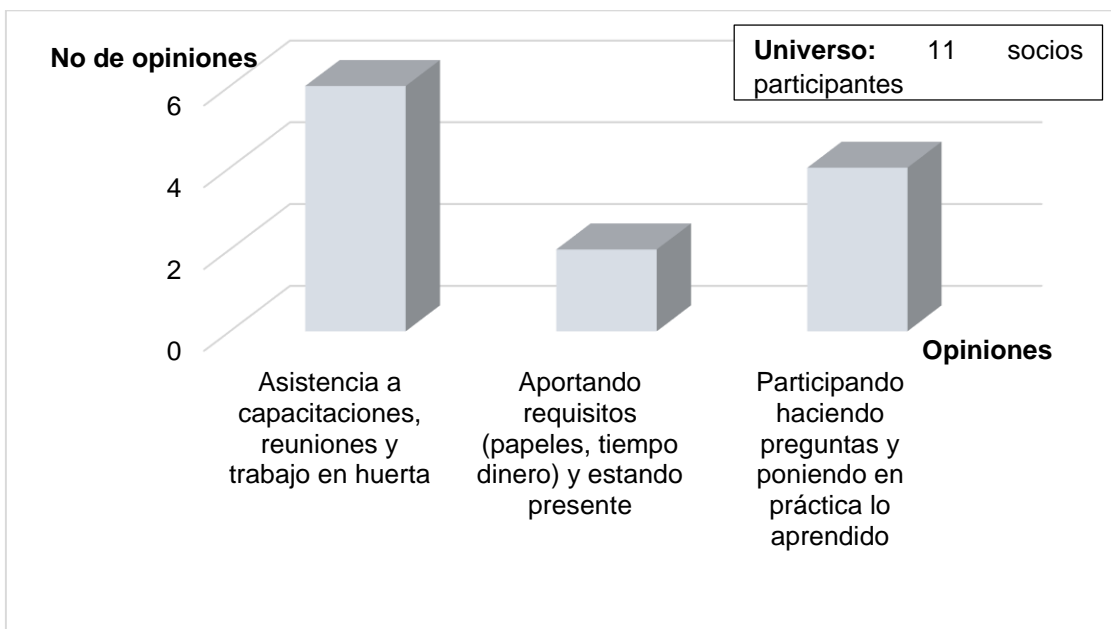 No de opiniones
Universo: 11 socios
participantes
6
4
2
0
Opiniones
Asistencia a
capacitaciones,
reuniones y
trabajo en huerta
Aportando
requisitos
(papeles, tiempo
dinero) y estando
presente
Participando
haciendo
preguntas y
poniendo en
práctica lo
aprendido